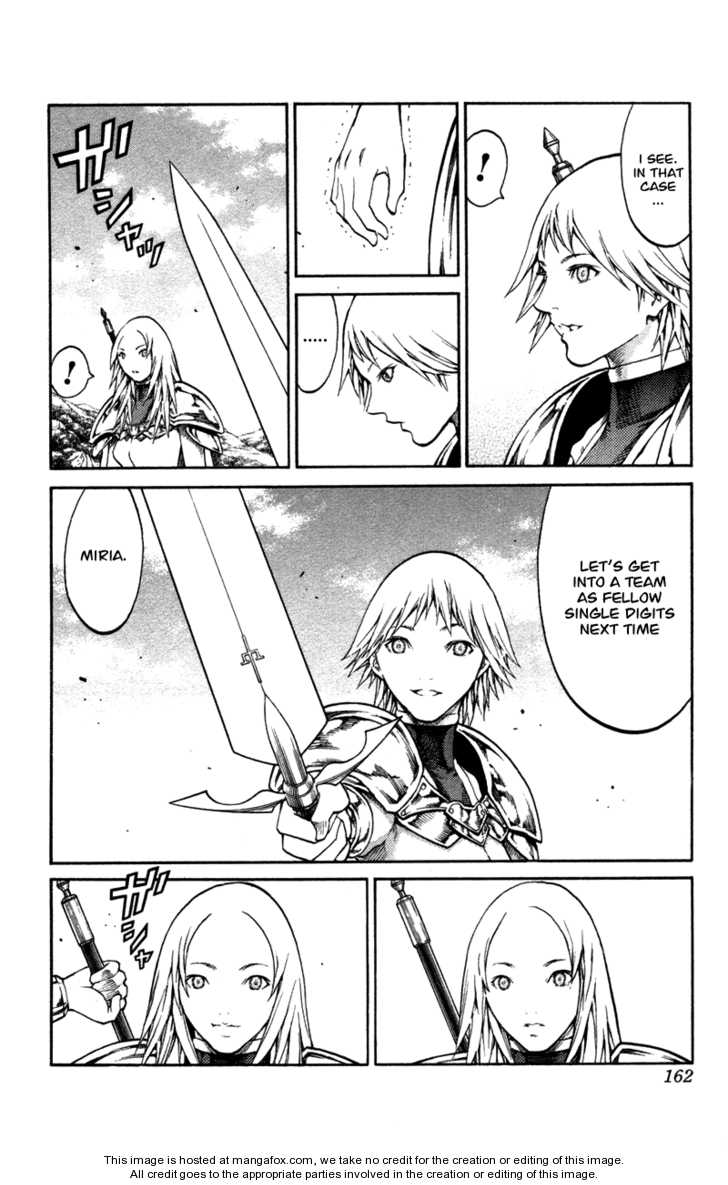 I SEE.
IN THAT
CASE
...
!
.....
ガシャッ
!
LET'S GET
INTO A TEAM
AS FELLOW
SINGLE DIGITS
NEXT TIME
MIRIA.
ガシャ
162
This image is hosted at mangafox.com, we take no credit for the creation or editing of this image.
All credit goes to the appropriate parties involved in the creation or editing of this image.